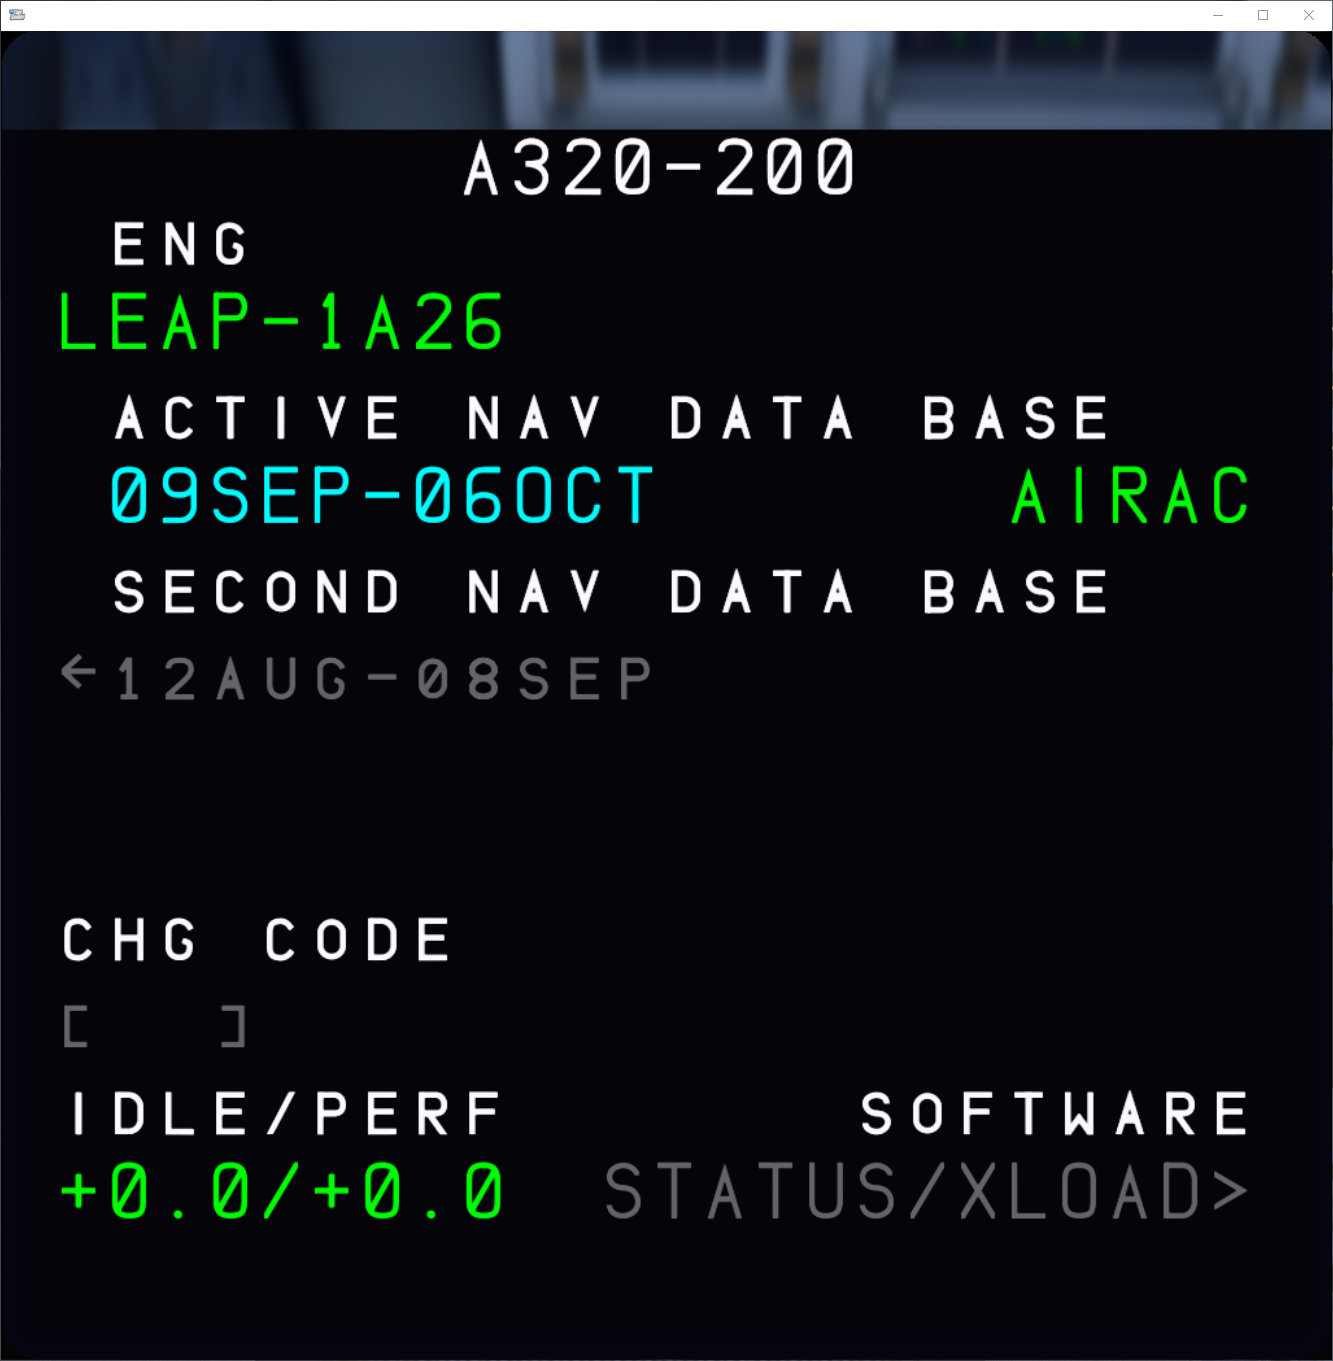 A320-200
ENG
LEAP-1A26
ACTIVE NAV DATA BASE
09SEP-06OCT AIRAC
SECOND NAV DATA BASE
←12AUG-08SEP
CHG CODE
[ ]
IDLE/PERF SOFTWARE
+0.0/+0.0 STATUS/XLOAD>